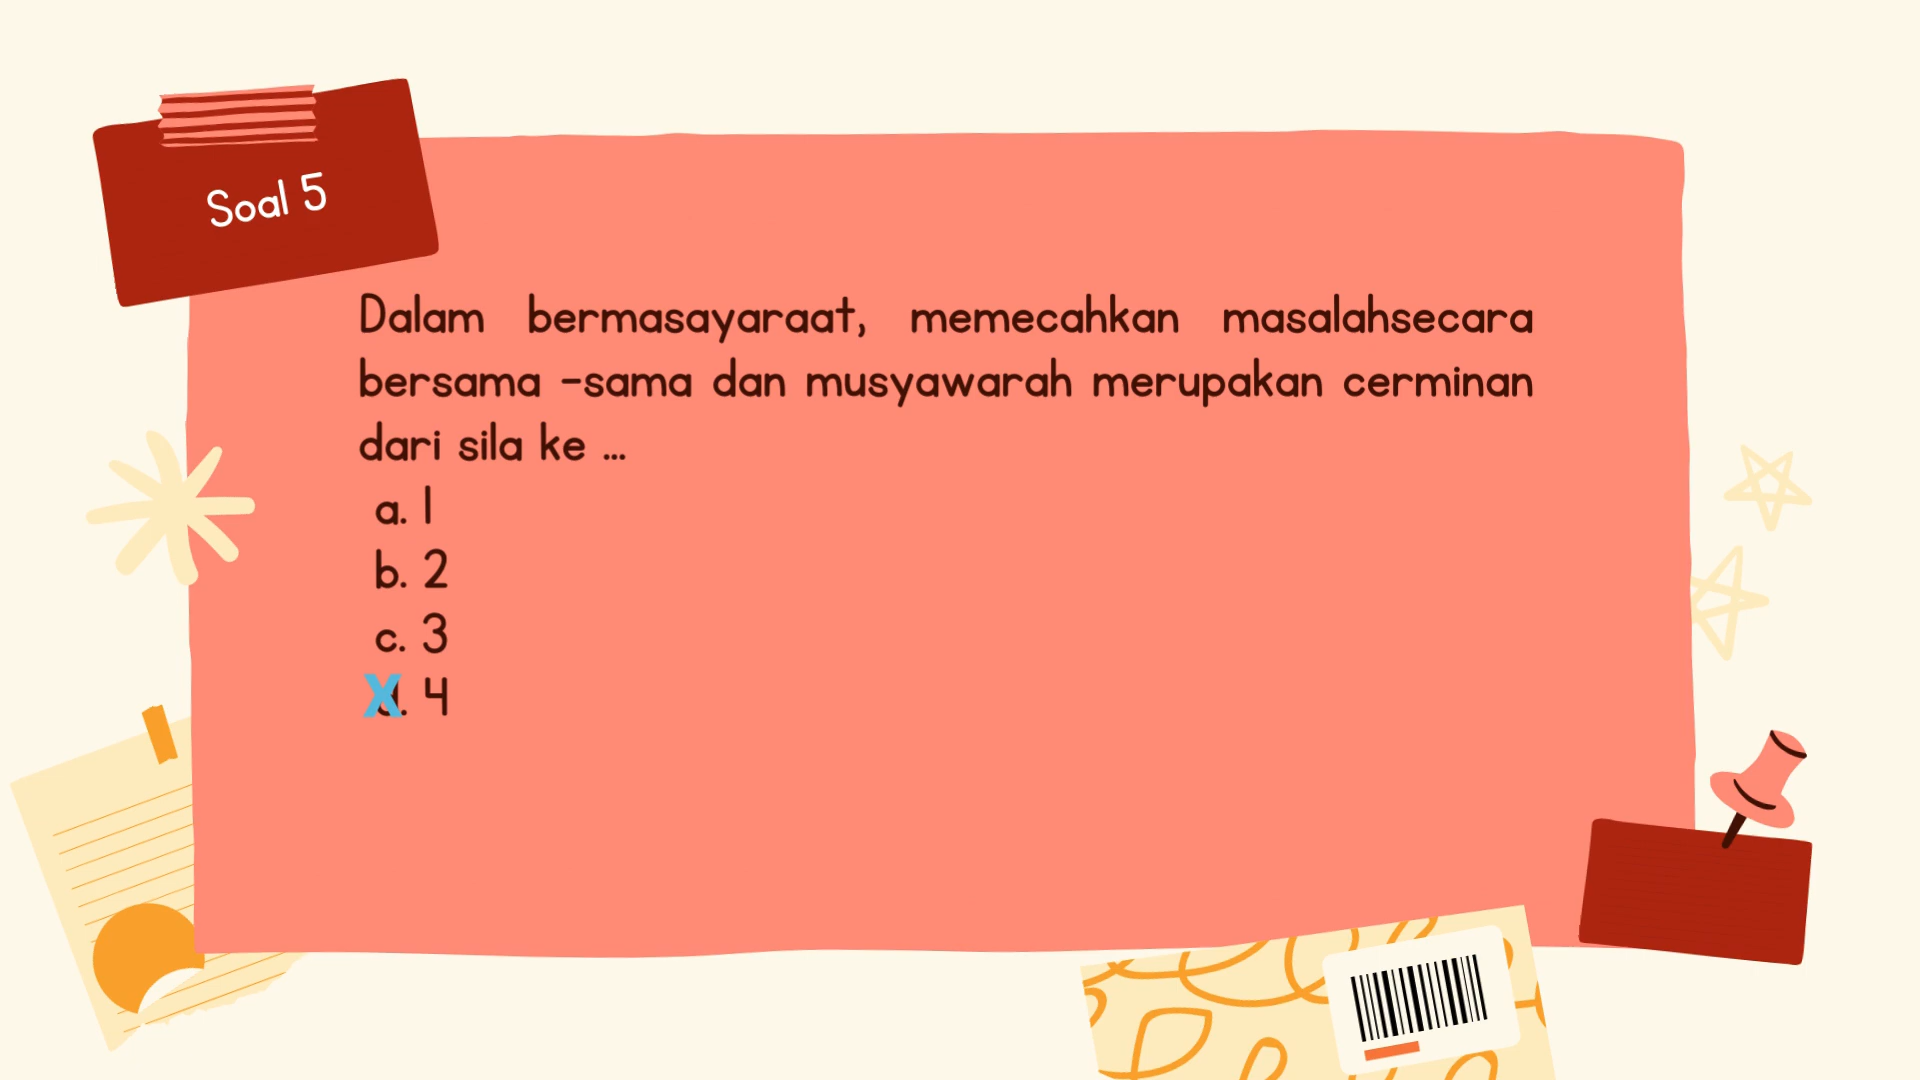 Soal 5
Dalam bermasayaraat, memecahkan masalahsecara
bersama -sama dan musyawarah merupakan cerminan
dari sila ke ...
a. 1
b. 2
c. 3
X. 4